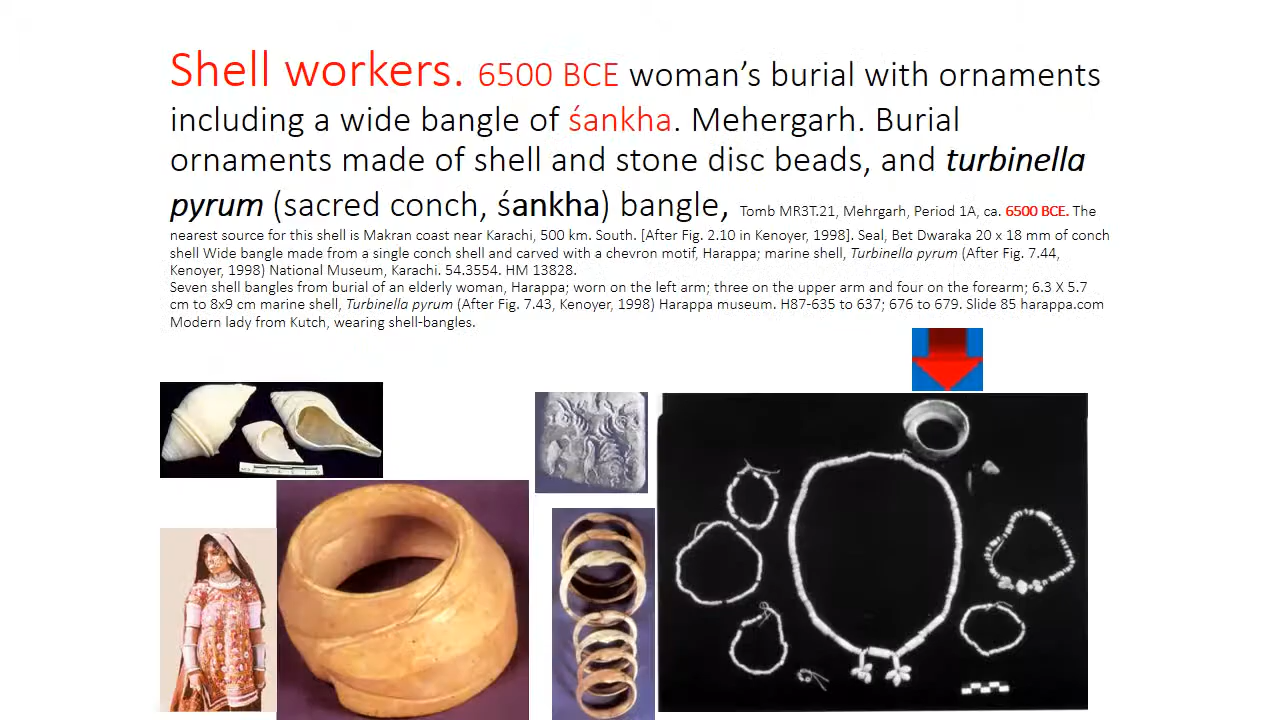 Shell workers. 6500 BCE woman’s burial with ornaments
including a wide bangle of śankha. Mehergarh. Burial
ornaments made of shell and stone disc beads, and turbinella
pyrum (sacred conch, śankha) bangle, Tomb MR3T.21, Mehrgarh, Period 1A, ca. 6500 BCE. The
nearest source for this shell is Makran coast near Karachi, 500 km. South. [After Fig. 2.10 in Kenoyer, 1998]. Seal, Bet Dwaraka 20 x 18 mm of conch
shell Wide bangle made from a single conch shell and carved with a chevron motif, Harappa; marine shell, Turbinella pyrum (After Fig. 7.44,
Kenoyer, 1998) National Museum, Karachi. 54.3554. HM 13828.
Seven shell bangles from burial of an elderly woman, Harappa; worn on the left arm; three on the upper arm and four on the forearm; 6.3 X 5.7
cm to 8x9 cm marine shell, Turbinella pyrum (After Fig. 7.43, Kenoyer, 1998) Harappa museum. H87-635 to 637; 676 to 679. Slide 85 harappa.com
Modern lady from Kutch, wearing shell-bangles.